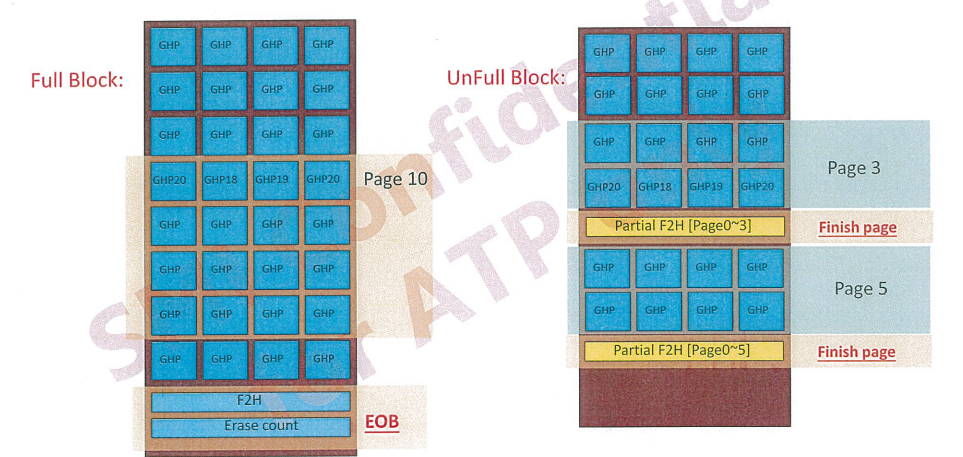 Full Block:
GHP GHP GHP GHP
GHP GHP GHP GHP
GHP GHP GHP GHP
GHP20 GHP18 GHP19 GHP20
Page 10
GHP GHP GHP GHP
GHP GHP GHP GHP
GHP GHP GHP GHP
GHP GHP GHP GHP
F2H
Erase count
EOB
UnFull Block:
GHP GHP GHP GHP
GHP GHP GHP GHP
GHP GHP GHP GHP
GHP20 GHP18 GHP19 GHP20
Page 3
Partial F2H [Page0~3]
Finish page
GHP GHP GHP GHP
GHP GHP GHP GHP
Page 5
Partial F2H [Page0~5]
Finish page
for ATP